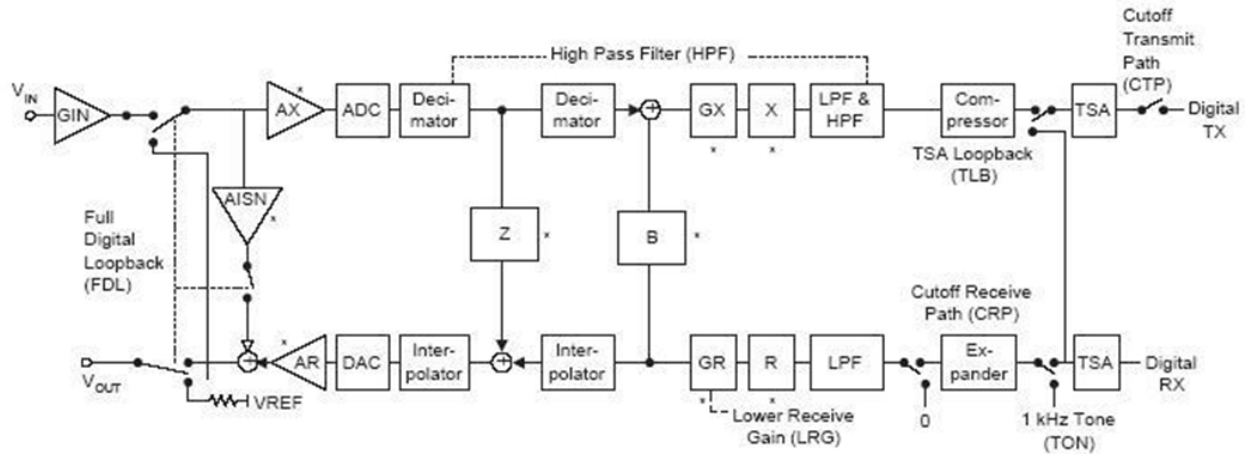 Cutoff
Transmit
Path
(CTP)
High Pass Filter (HPF)
VIN
GIN
AX
*
ADC
Deci-
mator
Deci-
mator
+
GX
*
X
*
LPF &
HPF
Com-
pressor
TSA
Digital
TX
TSA Loopback
(TLB)
AISN
*
Full
Digital
Loopback
(FDL)
Z
*
B
*
Cutoff Receive
Path (CRP)
VOUT
+
*
AR
DAC
Inter-
polator
+
Inter-
polator
GR
*
R
*
LPF
Ex-
pander
TSA
Digital
RX
VREF
Lower Receive
Gain (LRG)
0
1 kHz Tone
(TON)